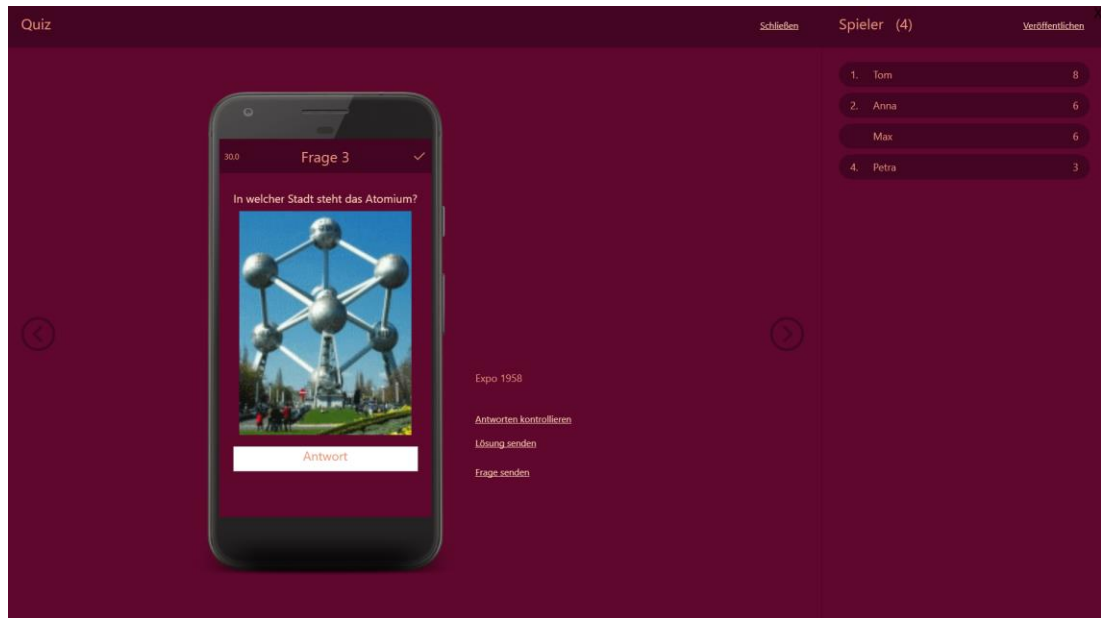 Quiz
Schließen
Spieler (4)
Veröffentlichen
1. Tom 8
2. Anna 6
Max 6
4. Petra 3
30.0 Frage 3
In welcher Stadt steht das Atomium?
Antwort
Expo 1958
Antworten kontrollieren
Lösung senden
Frage senden